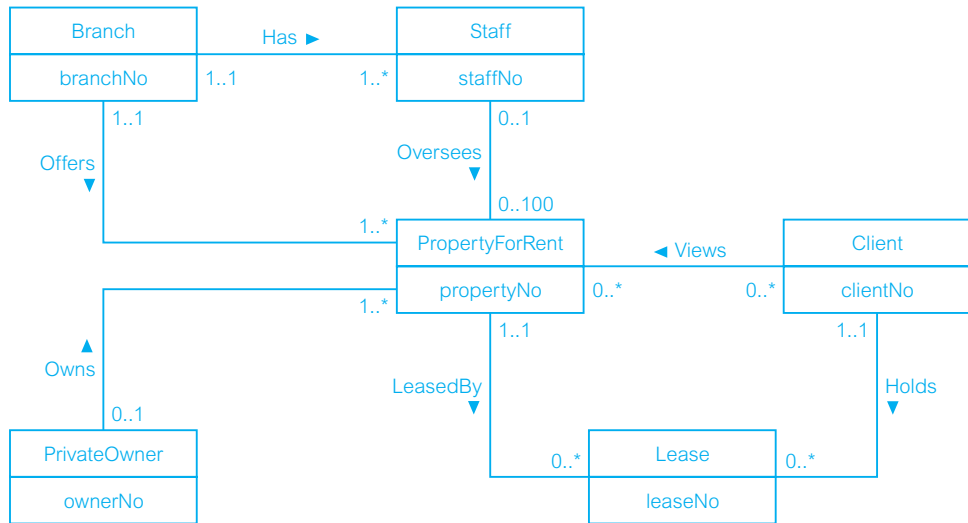 Branch
Has ►
Staff
branchNo
1..1
1..*
staffNo
1..1
0..1
Offers
▼
Oversees
▼
0..100
1..*
PropertyForRent
◄ Views
Client
propertyNo
0..*
0..*
clientNo
1..*
1..1
1..1
▲
Owns
LeasedBy
▼
Holds
▼
0..1
PrivateOwner
0..*
Lease
0..*
ownerNo
leaseNo